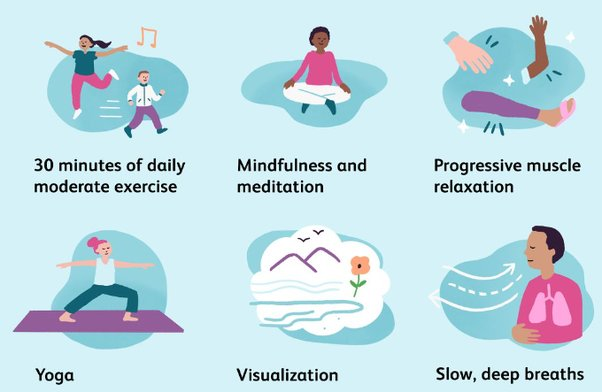 30 minutes of daily
moderate exercise
Mindfulness and
meditation
Progressive muscle
relaxation
Yoga
Visualization
Slow, deep breaths